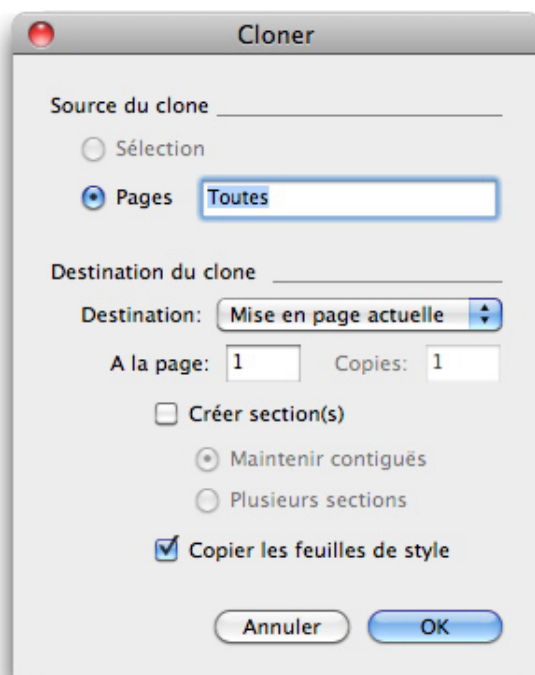 Cloner
Source du clone
Sélection
Pages Toutes
Destination du clone
Destination: Mise en page actuelle
A la page: 1 Copies: 1
Créer section(s)
Maintenir contiguës
Plusieurs sections
Copier les feuilles de style
Annuler OK